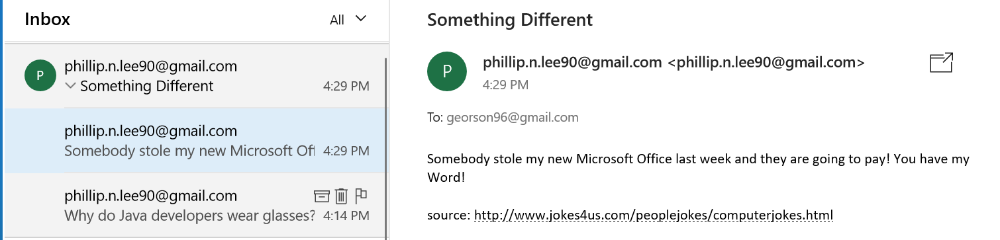 Inbox
All
P
phillip.n.lee90@gmail.com
Something Different 4:29 PM
phillip.n.lee90@gmail.com
Somebody stole my new Microsoft Off 4:29 PM
phillip.n.lee90@gmail.com
Why do Java developers wear glasses? 4:14 PM
Something Different
P
phillip.n.lee90@gmail.com <phillip.n.lee90@gmail.com>
4:29 PM
To: georson96@gmail.com
Somebody stole my new Microsoft Office last week and they are going to pay! You have my
Word!
source: http://www.jokes4us.com/peoplejokes/computerjokes.html